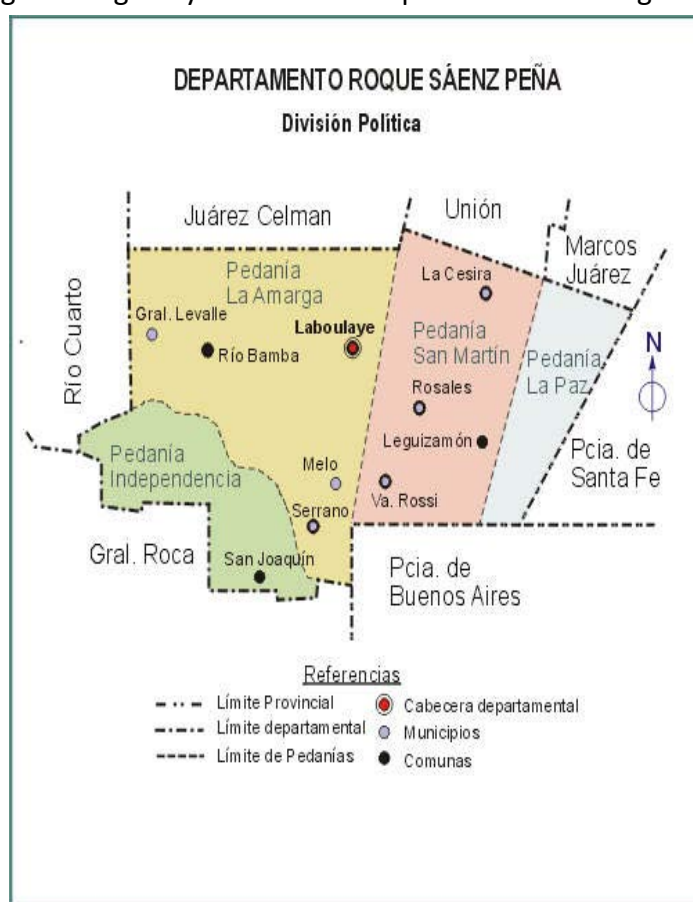 DEPARTAMENTO ROQUE SÁENZ PEÑA
División Política
Juárez Celman
Unión
Marcos
Juárez
Río Cuarto
Pedanía
La Amarga
La Cesira
Gral. Levalle
Laboulaye
Río Bamba
Pedanía
San Martín
Pedanía
La Paz
N
Rosales
Pedanía
Independencia
Leguizamón
Pcia. de
Santa Fe
Melo
Va. Rossi
Serrano
Gral. Roca
San Joaquín
Pcia. de
Buenos Aires
Referencias
Límite Provincial
Cabecera departamental
Límite departamental
Municipios
Límite de Pedanías
Comunas